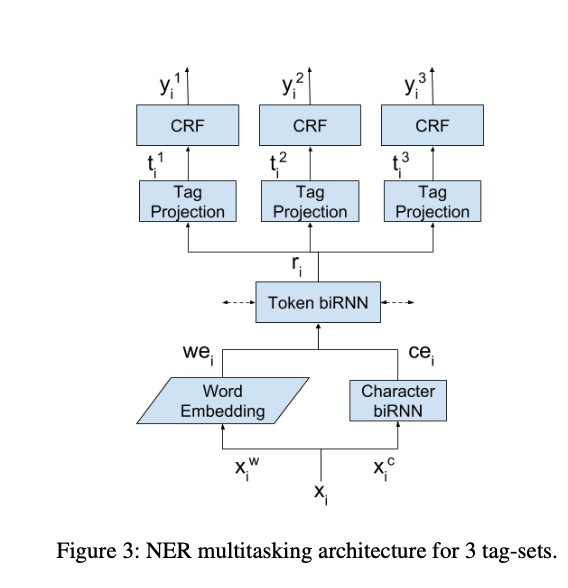 y_i^1 y_i^2 y_i^3
CRF CRF CRF
t_i^1 t_i^2 t_i^3
Tag Projection Tag Projection Tag Projection
r_i
Token biRNN
we_i ce_i
Word Embedding Character biRNN
x_i^w x_i^c
x_i
Figure 3: NER multitasking architecture for 3 tag-sets.